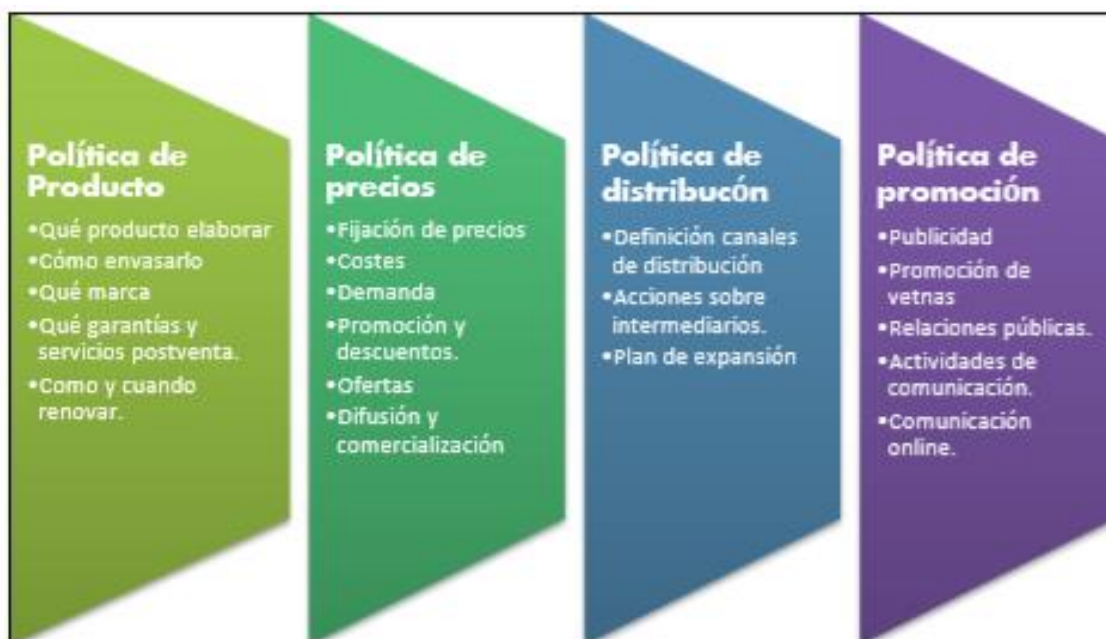 Política de
Producto
•Qué producto elaborar
•Cómo envasarlo
•Qué marca
•Qué garantías y
servicios postventa.
•Como y cuando
renovar.
Política de
precios
•Fijación de precios
•Costes
•Demanda
•Promoción y
descuentos.
•Ofertas
•Difusión y
comercialización
Política de
distribucón
•Definición canales
de distribución
•Acciones sobre
intermediarios.
•Plan de expansión
Política de
promoción
•Publicidad
•Promoción de
vetnas
•Relaciones públicas.
•Actividades de
comunicación.
•Comunicación
online.